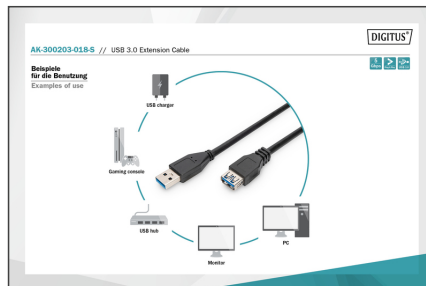 DIGITUS®
AK-300203-018-S // USB 3.0 Extension Cable
Beispiele
für die Benutzung
Examples of use
USB charger
Gaming console
USB hub
Monitor
PC